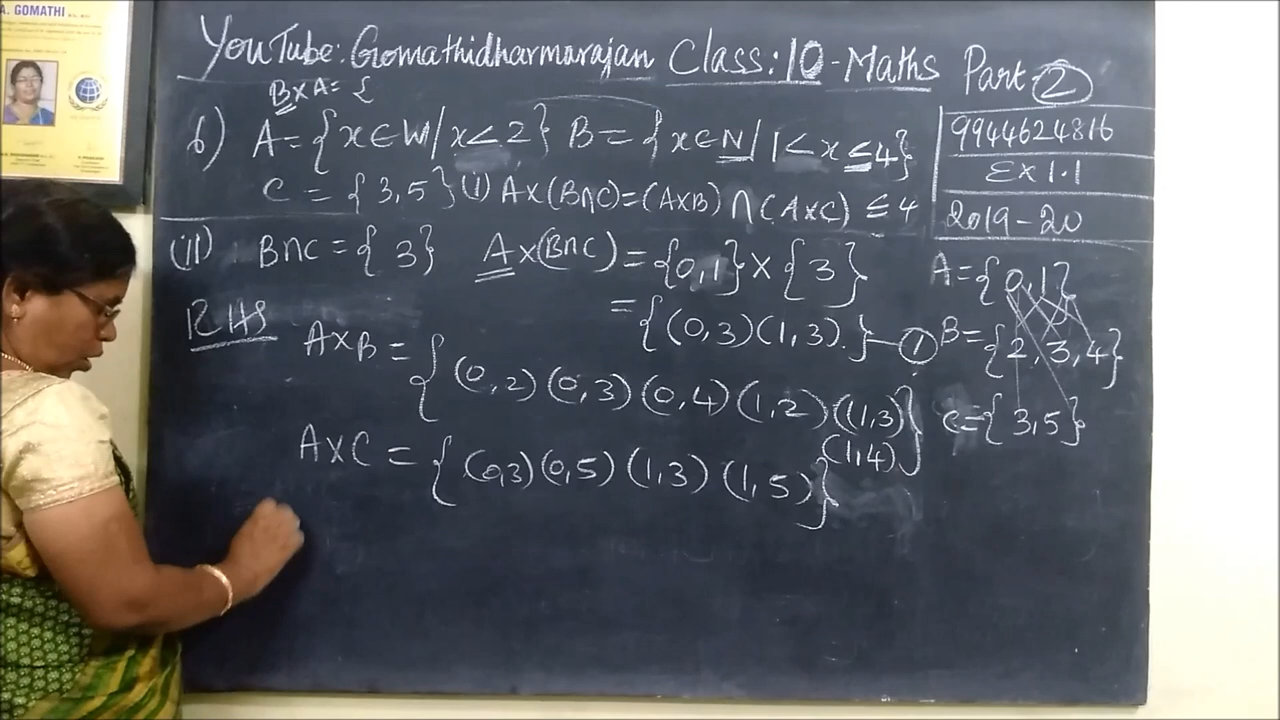 A. GOMATHI
YouTube: Gomathidharmarajan Class: 10 - Maths Part - 2
B×A= {
6) A = {x∈W/x<2} B = {x∈N/1<x≤4}
C = {3,5} (i) A×(B∩C)=(A×B)∩(A×C) ≤4
9944624816
Ex 1.1
2019-20
(ii) B∩C = {3} A×(B∩C) = {0,1}×{3}
= {(0,3)(1,3).} — 1
RHS
A×B = {(0,2)(0,3)(0,4)(1,2)(1,3)
(1,4)}
A×C = {(0,3)(0,5)(1,3)(1,5)}
A={0,1}
B={2,3,4}
C={3,5}